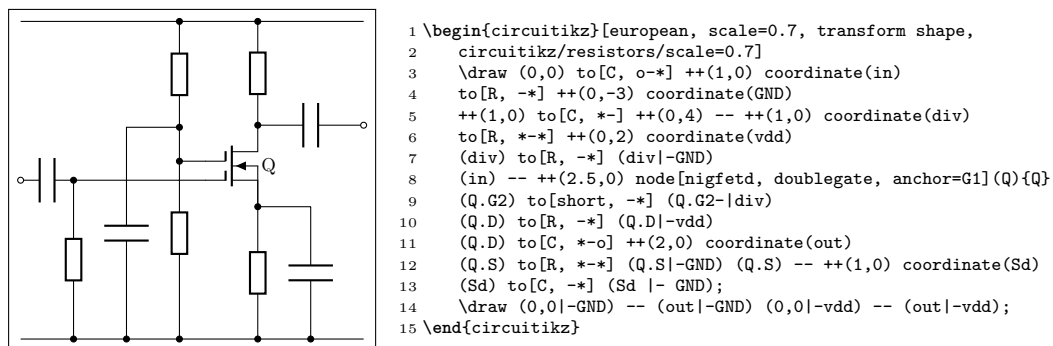 Q
1 \begin{circuitikz}[european, scale=0.7, transform shape,
2     circuitikz/resistors/scale=0.7]
3     \draw (0,0) to[C, o-*] ++(1,0) coordinate(in)
4     to[R, -*] ++(0,-3) coordinate(GND)
5     ++(1,0) to[C, *-] ++(0,4) -- ++(1,0) coordinate(div)
6     to[R, *-*] ++(0,2) coordinate(vdd)
7     (div) to[R, -*] (div|-GND)
8     (in) -- ++(2.5,0) node[nigfetd, doublegate, anchor=G1](Q){Q}
9     (Q.G2) to[short, -*] (Q.G2-|div)
10     (Q.D) to[R, -*] (Q.D|-vdd)
11     (Q.D) to[C, *-o] ++(2,0) coordinate(out)
12     (Q.S) to[R, *-*] (Q.S|-GND) (Q.S) -- ++(1,0) coordinate(Sd)
13     (Sd) to[C, -*] (Sd |- GND);
14     \draw (0,0|-GND) -- (out|-GND) (0,0|-vdd) -- (out|-vdd);
15 \end{circuitikz}